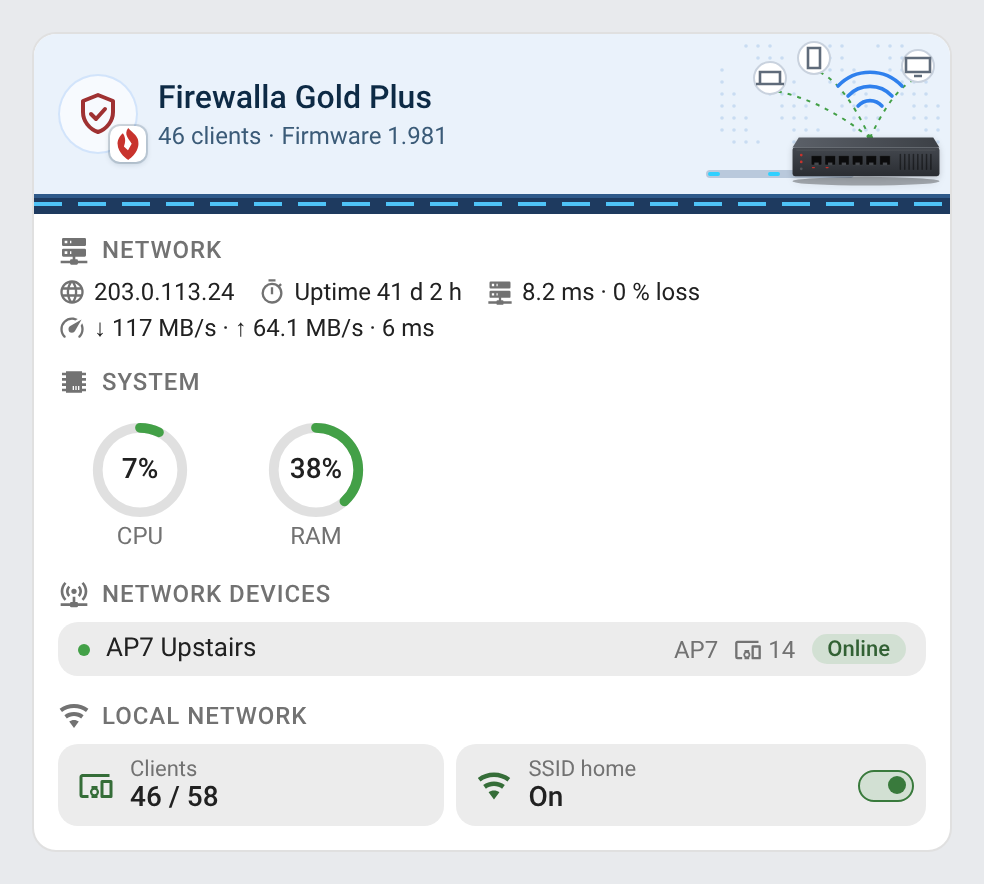 Firewalla Gold Plus
46 clients · Firmware 1.981
NETWORK
203.0.113.24 Uptime 41 d 2 h 8.2 ms · 0 % loss
↓ 117 MB/s · ↑ 64.1 MB/s · 6 ms
SYSTEM
7% 38%
CPU RAM
NETWORK DEVICES
AP7 Upstairs AP7 14 Online
LOCAL NETWORK
Clients SSID home
46 / 58 On